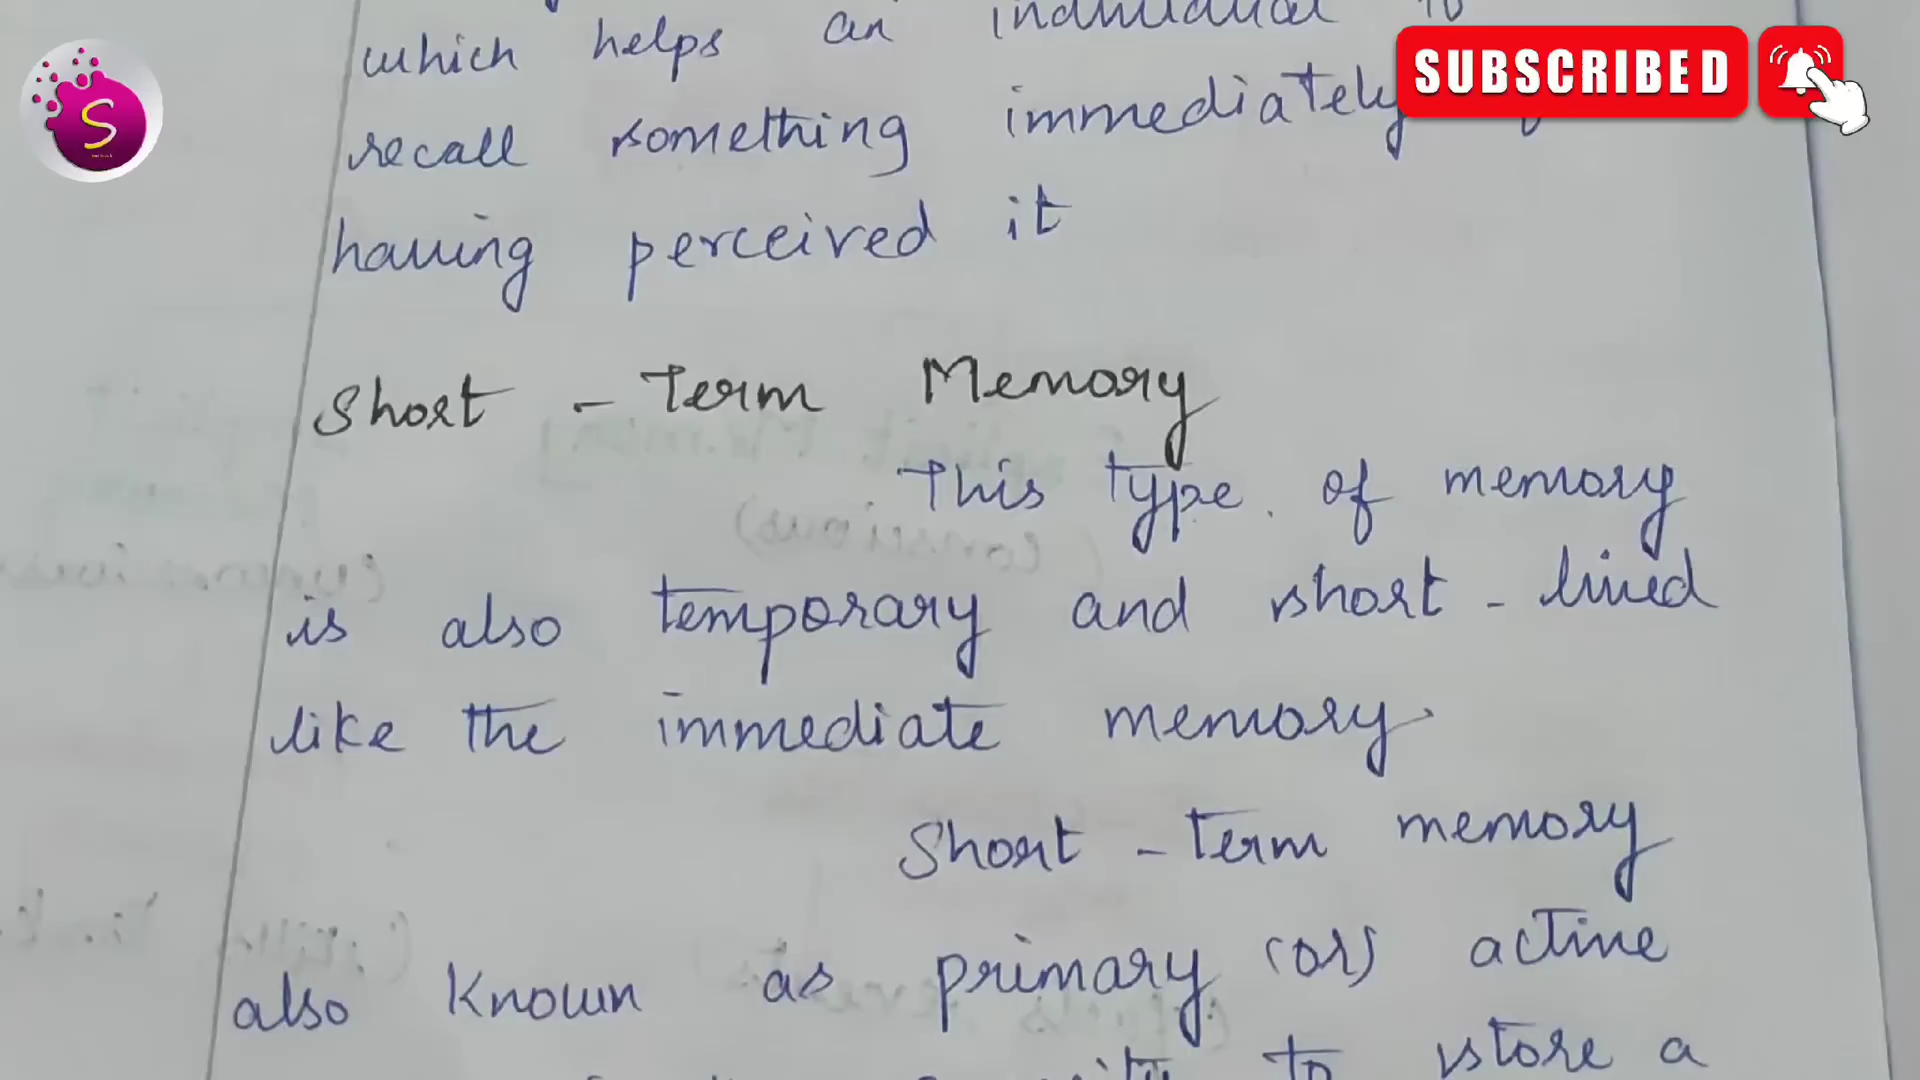 which helps an individual to
SUBSCRIBED
recall something immediately
having perceived it
Short - Term Memory
This type of memory
is also temporary and short - lived
like the immediate memory.
Short - term memory
also known as primary (or) active
to store a
S